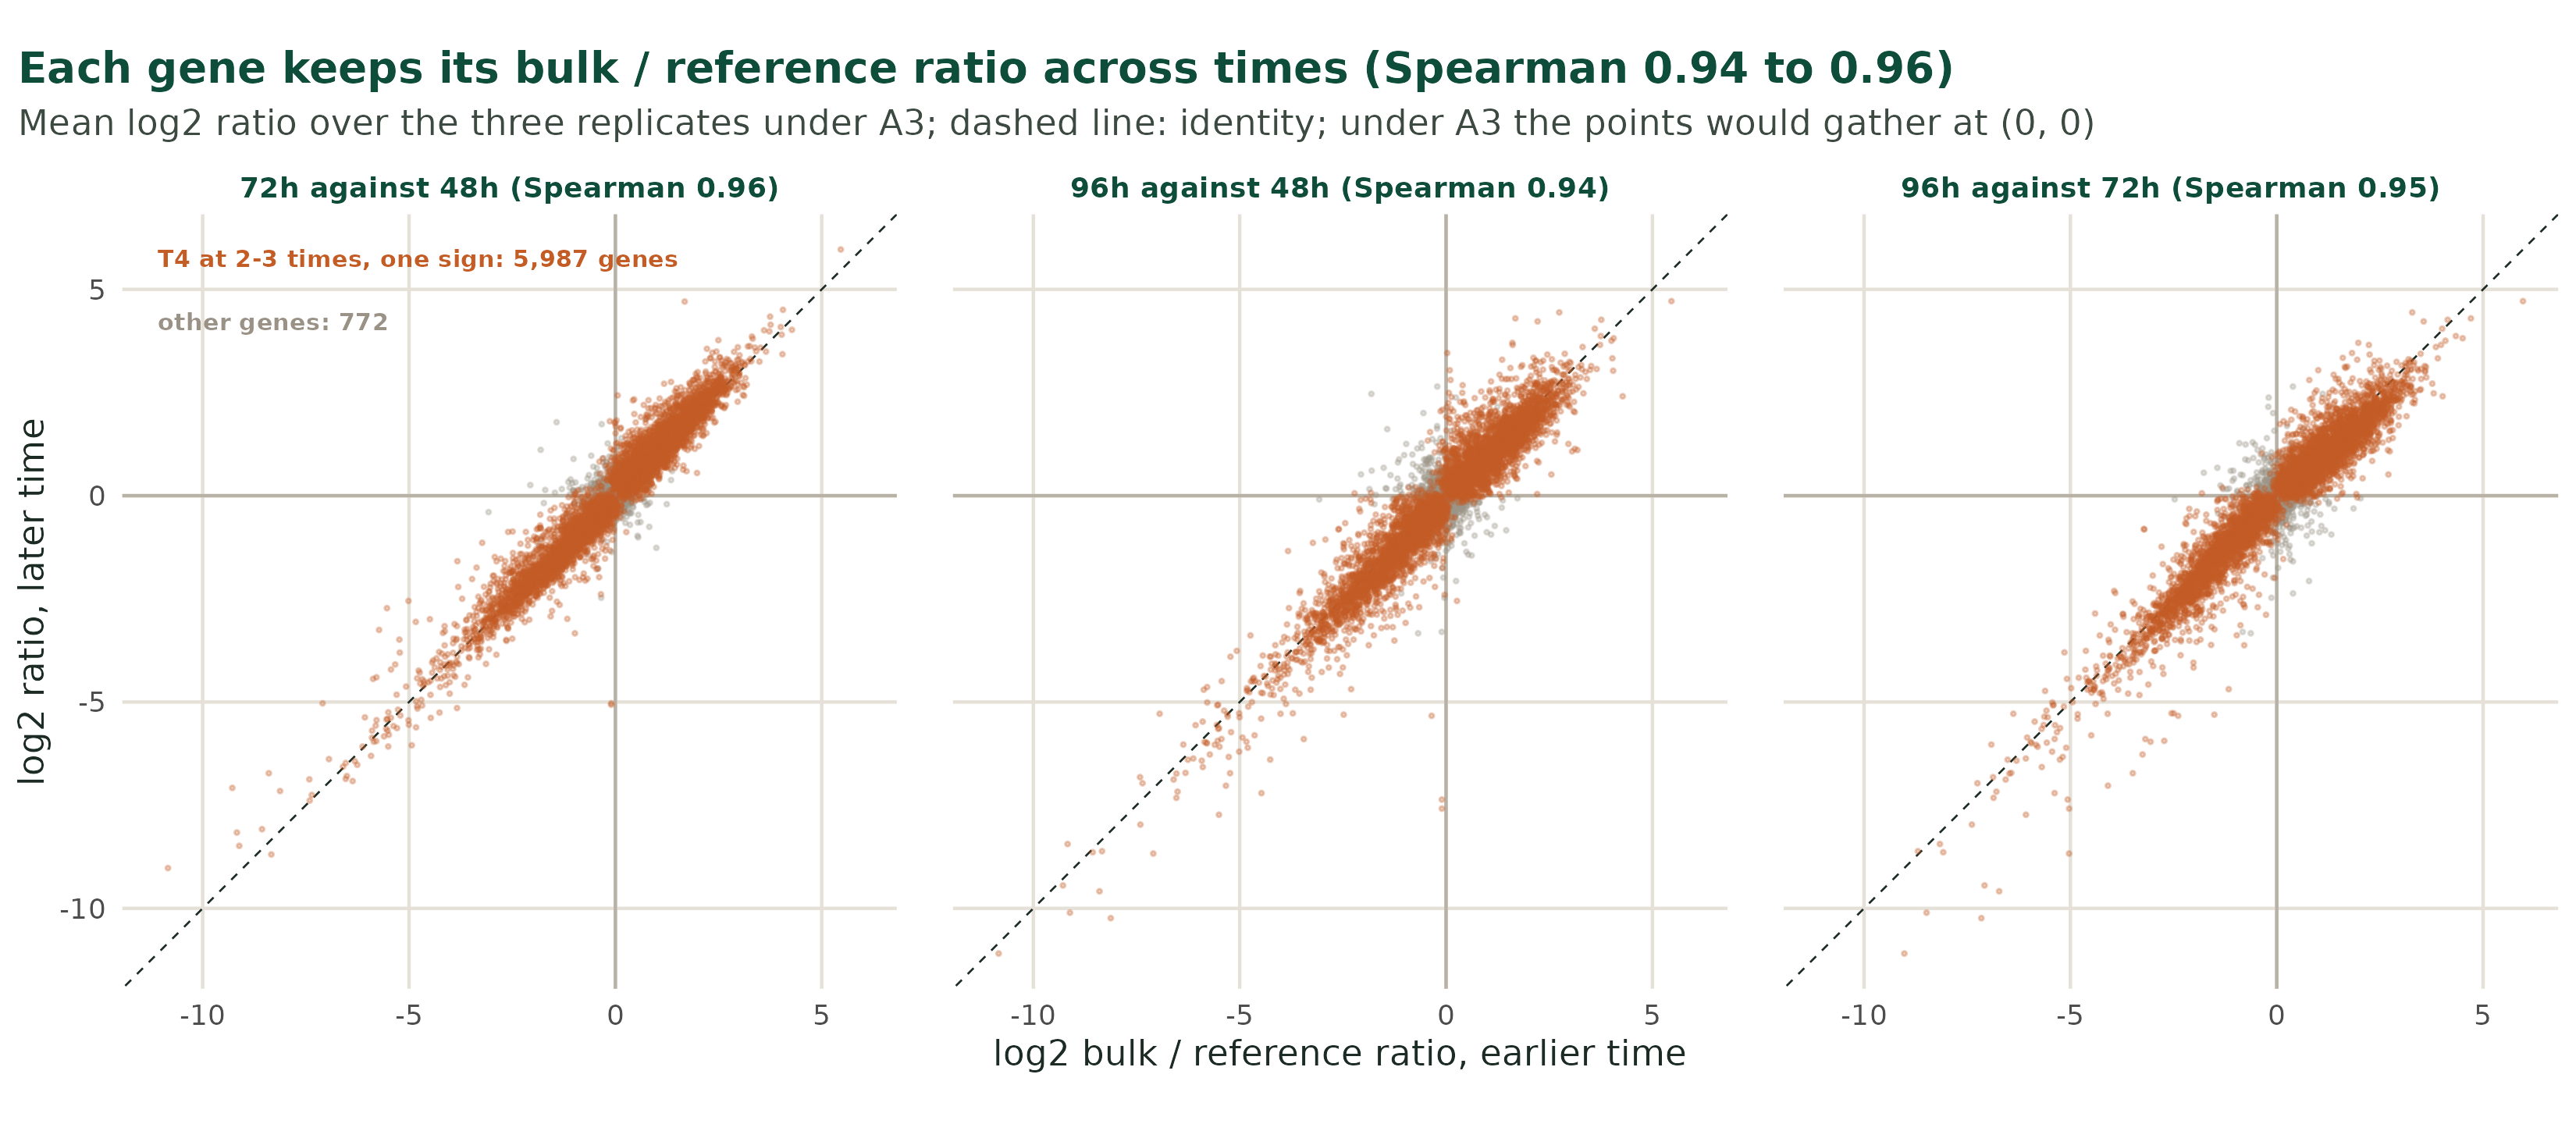 Each gene keeps its bulk / reference ratio across times (Spearman 0.94 to 0.96)
Mean log2 ratio over the three replicates under A3; dashed line: identity; under A3 the points would gather at (0, 0)
72h against 48h (Spearman 0.96)
96h against 48h (Spearman 0.94)
96h against 72h (Spearman 0.95)
T4 at 2-3 times, one sign: 5,987 genes
other genes: 772
log2 ratio, later time
5
0
-5
-10
-10 -5 0 5
-10 -5 0 5
-10 -5 0 5
log2 bulk / reference ratio, earlier time